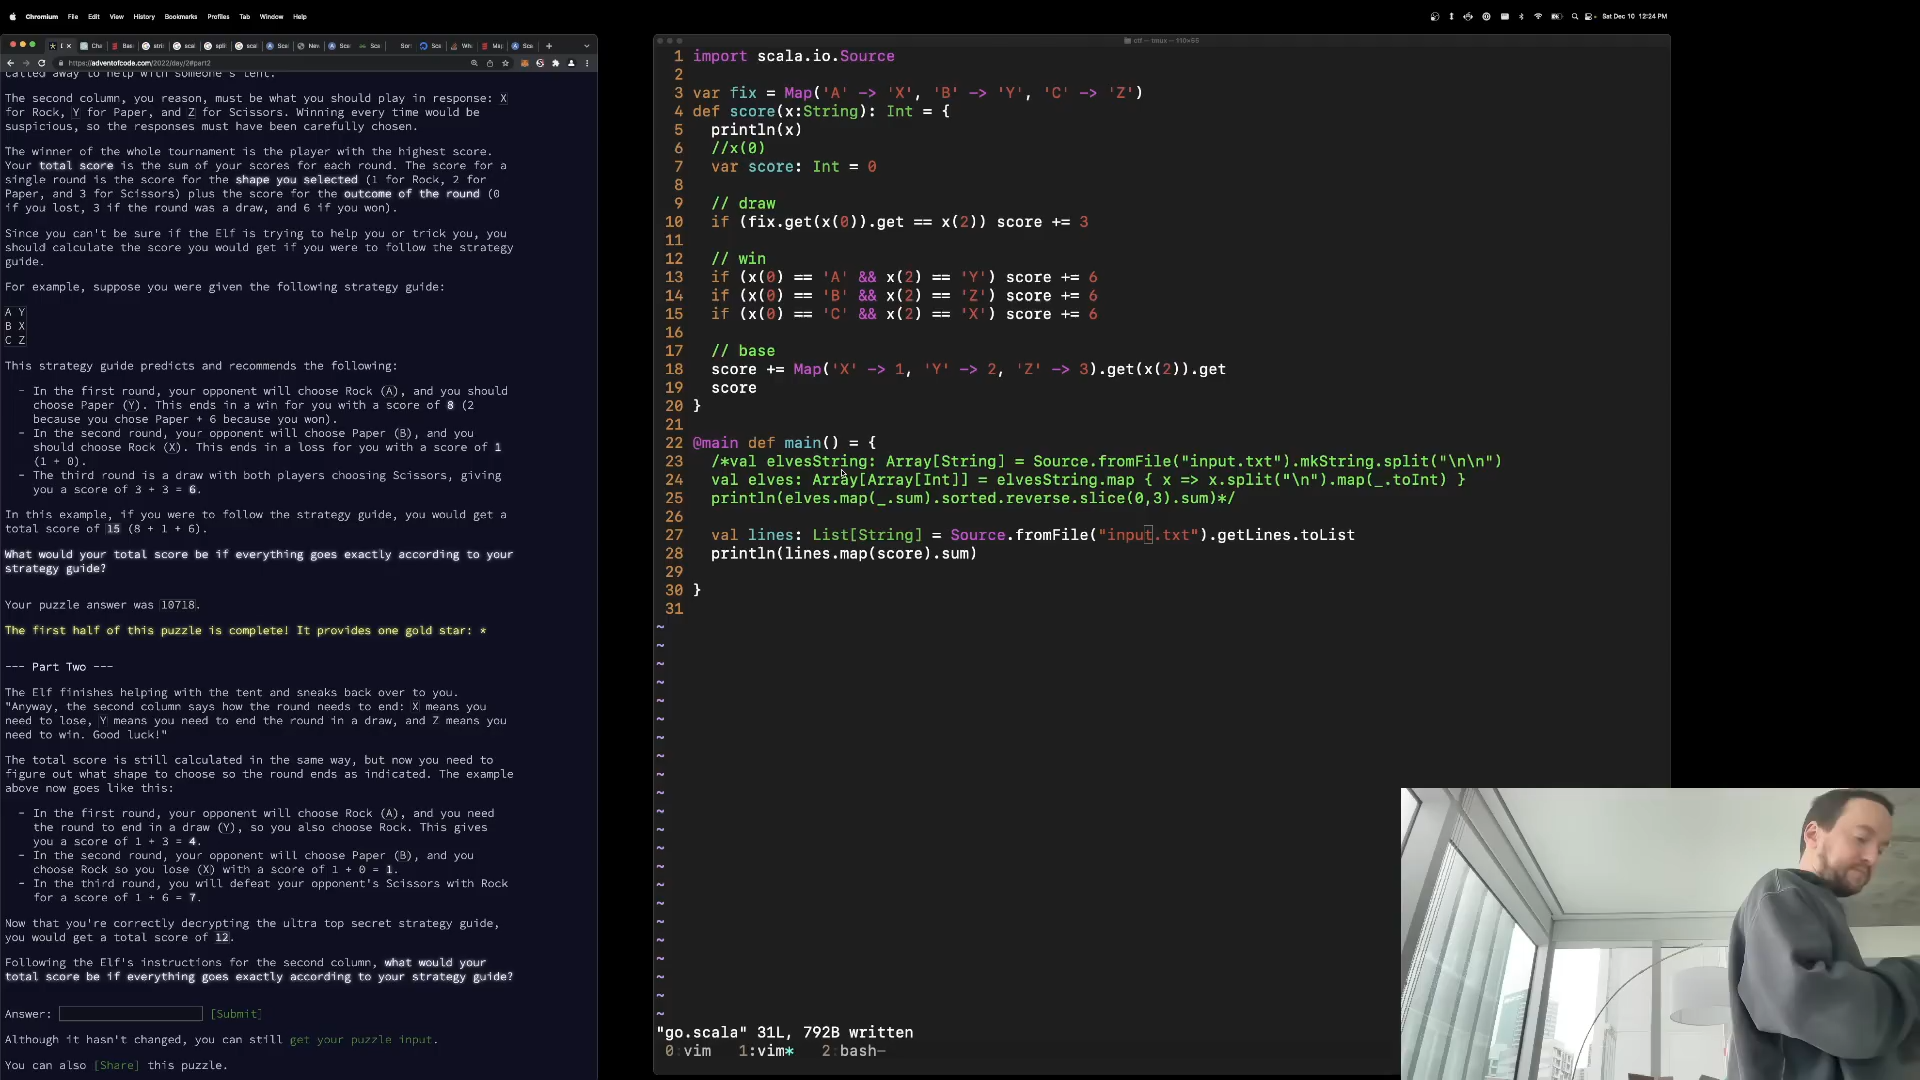 Chromium File Edit View History Bookmarks Profiles Tab Window Help
Sat Dec 10 12:24 PM
https://adventofcode.com/2022/day/2#part2
called away to help with someone's tent.
The second column, you reason, must be what you should play in response: X
for Rock, Y for Paper, and Z for Scissors. Winning every time would be
suspicious, so the responses must have been carefully chosen.
The winner of the whole tournament is the player with the highest score.
Your total score is the sum of your scores for each round. The score for a
single round is the score for the shape you selected (1 for Rock, 2 for
Paper, and 3 for Scissors) plus the score for the outcome of the round (0
if you lost, 3 if the round was a draw, and 6 if you won).
Since you can't be sure if the Elf is trying to help you or trick you, you
should calculate the score you would get if you were to follow the strategy
guide.
For example, suppose you were given the following strategy guide:
A Y
B X
C Z
This strategy guide predicts and recommends the following:
- In the first round, your opponent will choose Rock (A), and you should
choose Paper (Y). This ends in a win for you with a score of 8 (2
because you chose Paper + 6 because you won).
- In the second round, your opponent will choose Paper (B), and you
should choose Rock (X). This ends in a loss for you with a score of 1
(1 + 0).
- The third round is a draw with both players choosing Scissors, giving
you a score of 3 + 3 = 6.
In this example, if you were to follow the strategy guide, you would get a
total score of 15 (8 + 1 + 6).
What would your total score be if everything goes exactly according to your
strategy guide?
Your puzzle answer was 10718.
The first half of this puzzle is complete! It provides one gold star: *
--- Part Two ---
The Elf finishes helping with the tent and sneaks back over to you.
"Anyway, the second column says how the round needs to end: X means you
need to lose, Y means you need to end the round in a draw, and Z means you
need to win. Good luck!"
The total score is still calculated in the same way, but now you need to
figure out what shape to choose so the round ends as indicated. The example
above now goes like this:
- In the first round, your opponent will choose Rock (A), and you need
the round to end in a draw (Y), so you also choose Rock. This gives
you a score of 1 + 3 = 4.
- In the second round, your opponent will choose Paper (B), and you
choose Rock so you lose (X) with a score of 1 + 0 = 1.
- In the third round, you will defeat your opponent's Scissors with Rock
for a score of 1 + 6 = 7.
Now that you're correctly decrypting the ultra top secret strategy guide,
you would get a total score of 12.
Following the Elf's instructions for the second column, what would your
total score be if everything goes exactly according to your strategy guide?
Answer: [Submit]
Although it hasn't changed, you can still get your puzzle input.
You can also [Share] this puzzle.
1 import scala.io.Source
2
3 var fix = Map('A' -> 'X', 'B' -> 'Y', 'C' -> 'Z')
4 def score(x:String): Int = {
5 println(x)
6 //x(0)
7 var score: Int = 0
8
9 // draw
10 if (fix.get(x(0)).get == x(2)) score += 3
11
12 // win
13 if (x(0) == 'A' && x(2) == 'Y') score += 6
14 if (x(0) == 'B' && x(2) == 'Z') score += 6
15 if (x(0) == 'C' && x(2) == 'X') score += 6
16
17 // base
18 score += Map('X' -> 1, 'Y' -> 2, 'Z' -> 3).get(x(2)).get
19 score
20 }
21
22 @main def main() = {
23 /*val elvesString: Array[String] = Source.fromFile("input.txt").mkString.split("\n\n")
24 val elves: Array[Array[Int]] = elvesString.map { x => x.split("\n").map(_.toInt) }
25 println(elves.map(_.sum).sorted.reverse.slice(0,3).sum)*/
26
27 val lines: List[String] = Source.fromFile("input.txt").getLines.toList
28 println(lines.map(score).sum)
29
30 }
31
"go.scala" 31L, 792B written
0:vim 1:vim* 2:bash-